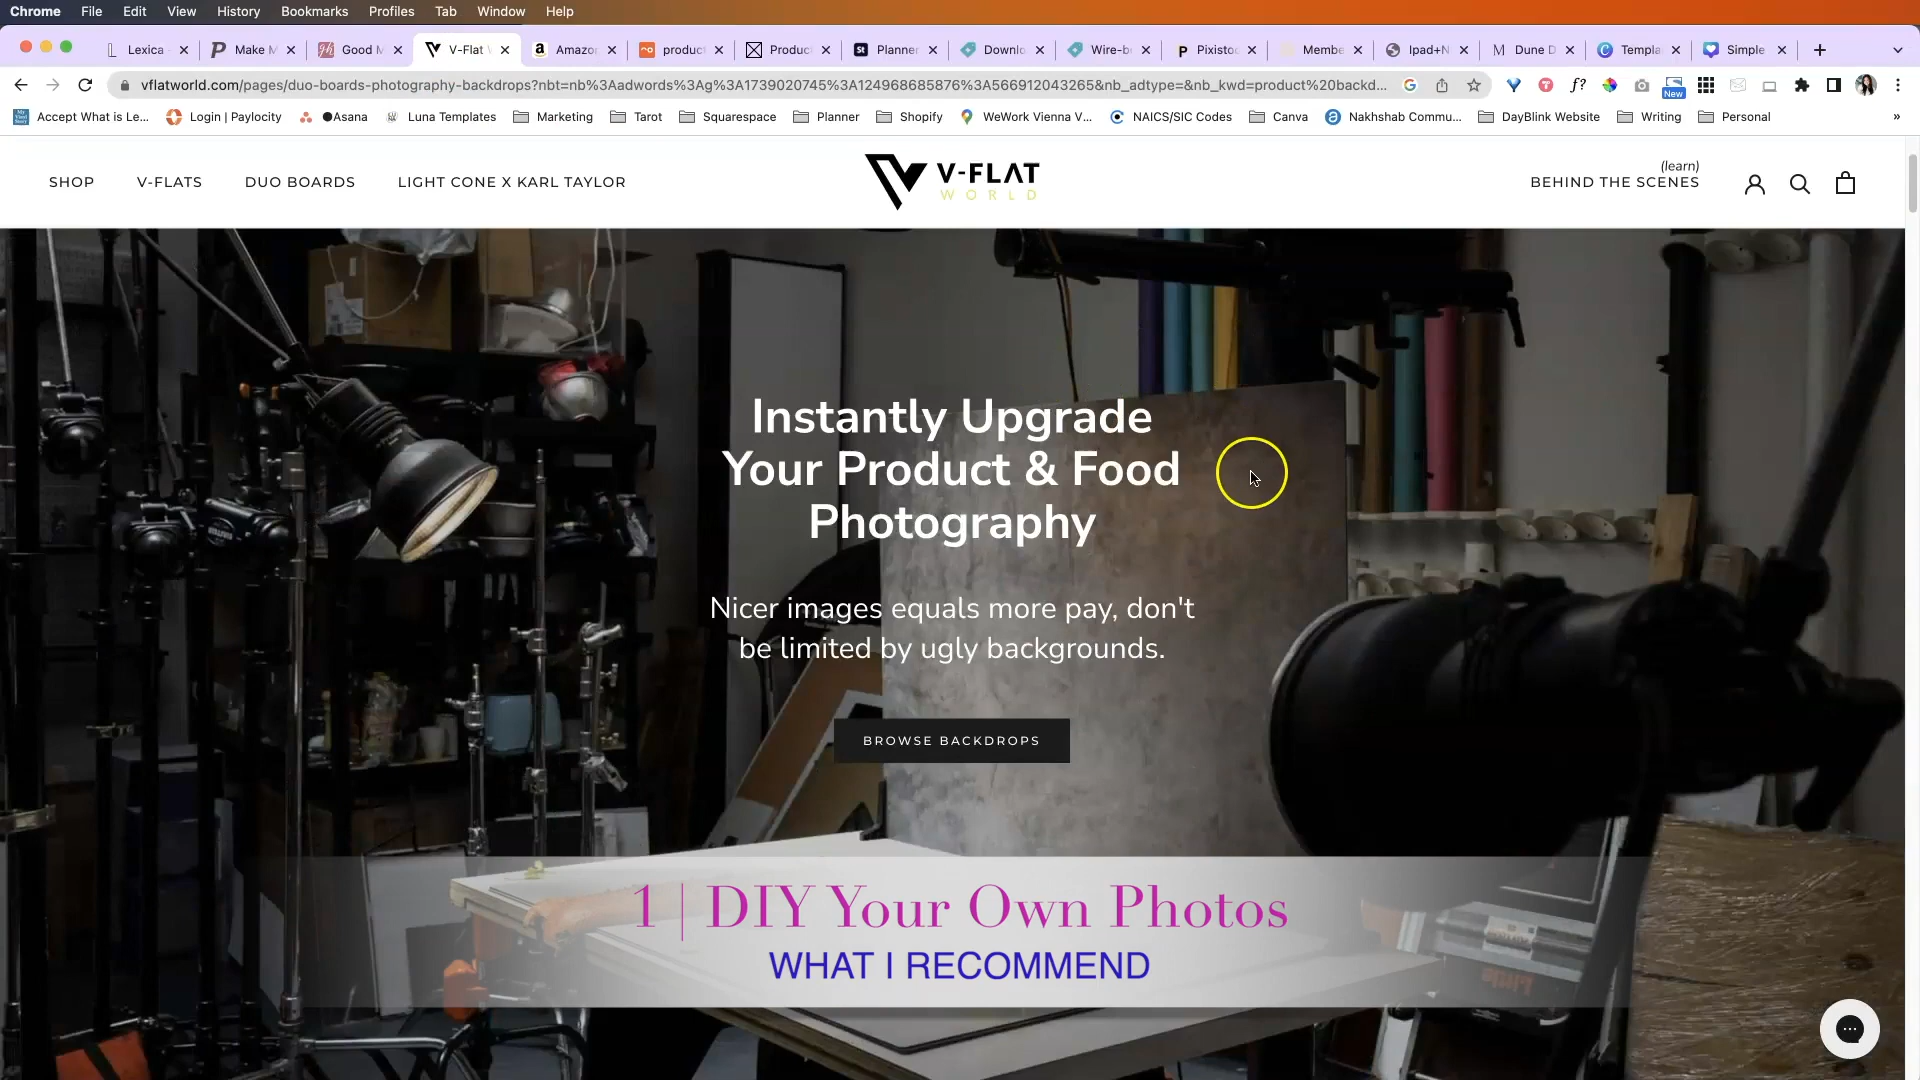 Chrome File Edit View History Bookmarks Profiles Tab Window Help
Lexica Make M Good M V-Flat Amazon product Produc Planner Downlo Wire-b Pixisto Membe Ipad+N Dune D Templa Simple
vflatworld.com/pages/duo-boards-photography-backdrops?nbt=nb%3Aadwords%3Ag%3A1739020745%3A124968685876%3A566912043265&nb_adtype=&nb_kwd=product%20backd...
New
Accept What is Le... Login | Paylocity Asana Luna Templates Marketing Tarot Squarespace Planner Shopify WeWork Vienna V... NAICS/SIC Codes Canva Nakhshab Commu... DayBlink Website Writing Personal
SHOP V-FLATS DUO BOARDS LIGHT CONE X KARL TAYLOR
V-FLAT
WORLD
(learn)
BEHIND THE SCENES
Instantly Upgrade
Your Product & Food
Photography
Nicer images equals more pay, don't
be limited by ugly backgrounds.
BROWSE BACKDROPS
1 | DIY Your Own Photos
WHAT I RECOMMEND